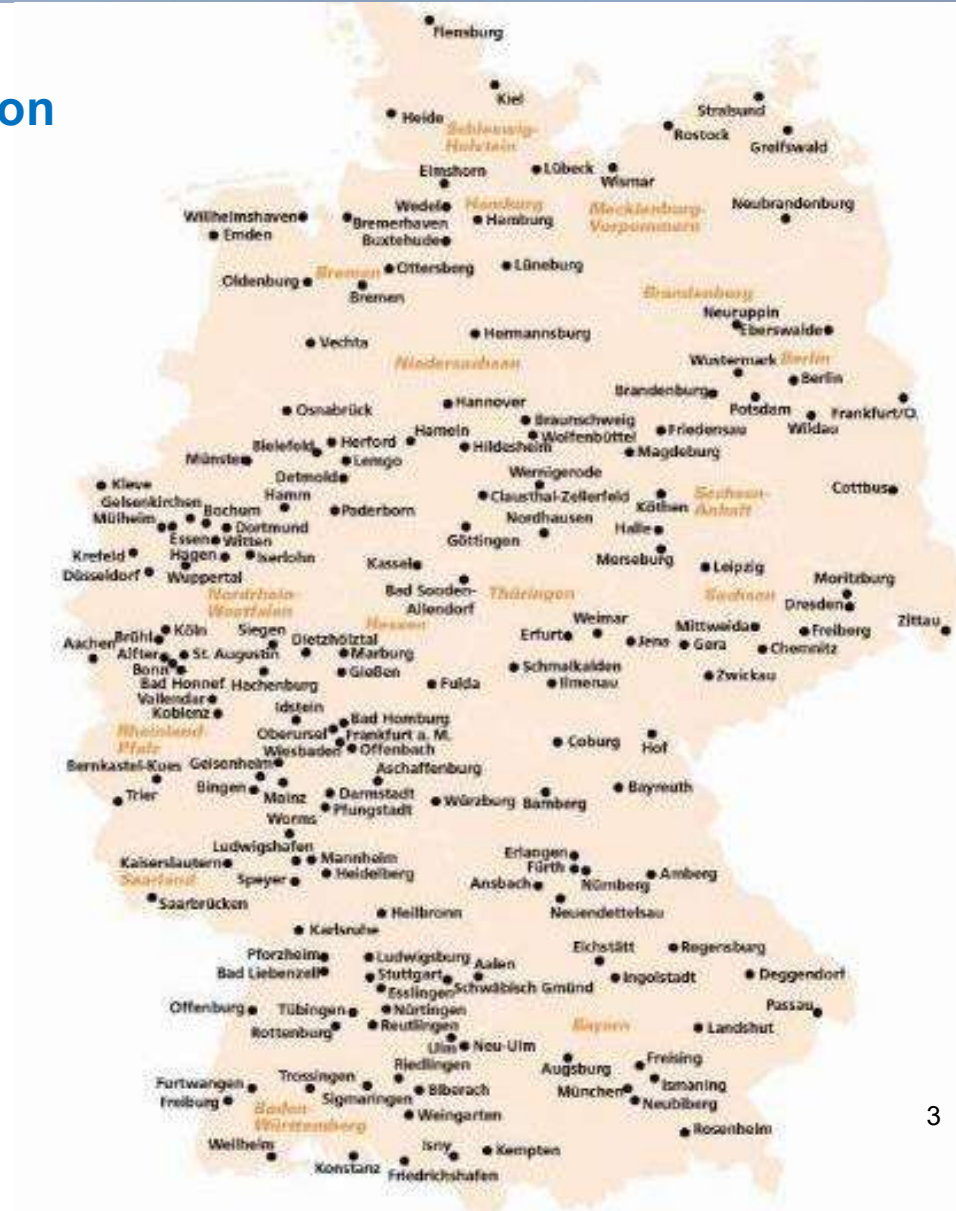 on
Flensburg
Kiel
Heide
Schleswig-
Holstein
Stralsund
Rostock
Greifswald
Elmshorn
Lübeck
Wismar
Wedel
Hamburg
Hamburg
Mecklenburg-
Vorpommern
Neubrandenburg
Wilhelmshaven
Bremerhaven
Emden
Buxtehude
Ottersberg
Lüneburg
Oldenburg
Bremen
Bremen
Brandenburg
Neuruppin
Eberswalde
Hermannsburg
Vechta
Niedersachsen
Wustermark
Berlin
Berlin
Brandenburg
Potsdam
Frankfurt/O.
Wildau
Hannover
Osnabrück
Braunschweig
Wolfenbüttel
Friedensau
Hameln
Hildesheim
Magdeburg
Bielefeld
Herford
Münster
Lemgo
Detmold
Wernigerode
Kleve
Gelsenkirchen
Hamm
Clausthal-Zellerfeld
Köthen
Sachsen-
Anhalt
Cottbus
Bochum
Paderborn
Nordhausen
Mülheim
Dortmund
Halle
Essen
Witten
Göttingen
Krefeld
Hagen
Iserlohn
Kassel
Merseburg
Leipzig
Düsseldorf
Wuppertal
Bad Sooden-
Allendorf
Thüringen
Moritzburg
Nordrhein-
Westfalen
Sachsen
Dresden
Hessen
Weimar
Mittweida
Freiberg
Zittau
Köln
Siegen
Dietzhölztal
Erfurt
Jena
Gera
Chemnitz
Aachen
Brühl
Alfter
St. Augustin
Marburg
Bonn
Gießen
Schmalkalden
Zwickau
Bad Honnef
Hachenburg
Fulda
Ilmenau
Vallendar
Koblenz
Idstein
Bad Homburg
Rheinland-
Pfalz
Oberursel
Frankfurt a. M.
Wiesbaden
Offenbach
Coburg
Hof
Bernkastel-Kues
Geisenheim
Aschaffenburg
Trier
Bingen
Mainz
Darmstadt
Würzburg
Bamberg
Bayreuth
Pfungstadt
Worms
Ludwigshafen
Kaiserslautern
Mannheim
Erlangen
Fürth
Amberg
Saarland
Speyer
Heidelberg
Ansbach
Nürnberg
Saarbrücken
Heilbronn
Neuendettelsau
Karlsruhe
Pforzheim
Ludwigsburg
Aalen
Eichstätt
Regensburg
Bad Liebenzell
Stuttgart
Ingolstadt
Deggendorf
Esslingen
Schwäbisch Gmünd
Offenburg
Tübingen
Nürtingen
Passau
Rottenburg
Reutlingen
Bayern
Landshut
Ulm
Neu-Ulm
Riedlingen
Augsburg
Freising
Furtwangen
Trossingen
Biberach
München
Ismaning
Freiburg
Sigmaringen
Neubiberg
Baden-
Württemberg
Weingarten
3
Rosenheim
Weilheim
Isny
Kempten
Konstanz
Friedrichshafen